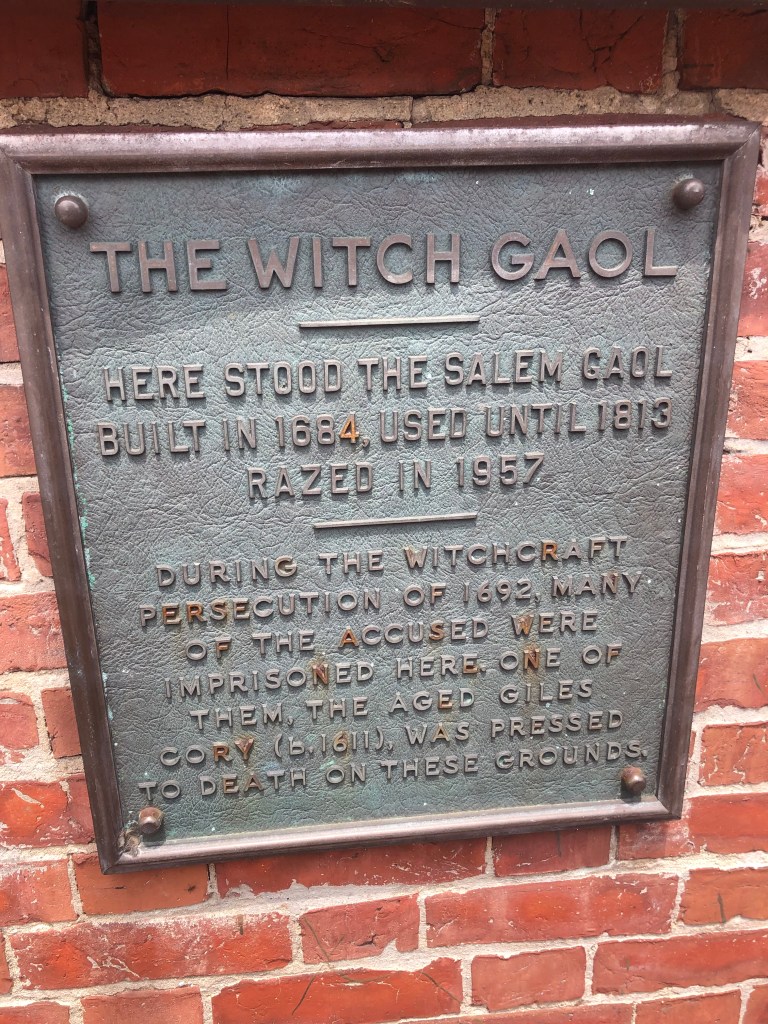 THE WITCH GAOL
HERE STOOD THE SALEM GAOL
BUILT IN 1684, USED UNTIL 1813
RAZED IN 1957
DURING THE WITCHCRAFT
PERSECUTION OF 1692, MANY
OF THE ACCUSED WERE
IMPRISONED HERE. ONE OF
THEM, THE AGED GILES
CORY (b.1611), WAS PRESSED
TO DEATH ON THESE GROUNDS.